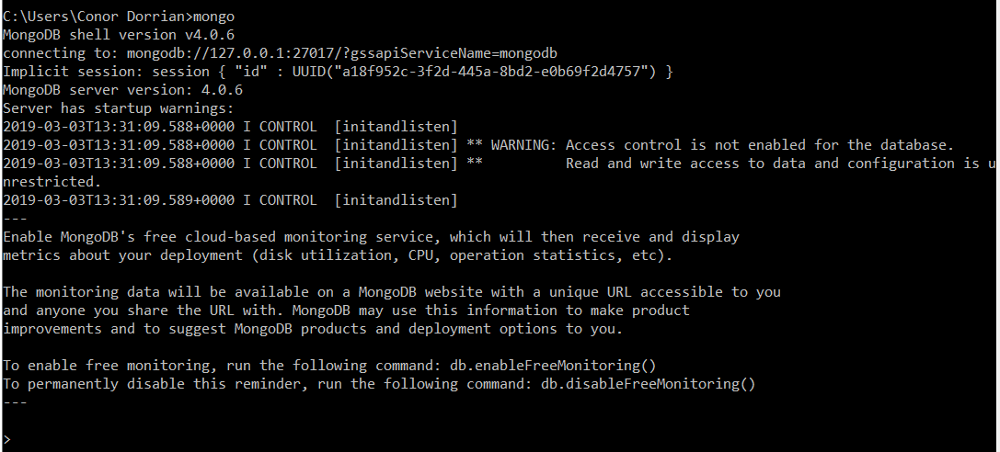 C:\Users\Conor Dorrian>mongo
MongoDB shell version v4.0.6
connecting to: mongodb://127.0.0.1:27017/?gssapiServiceName=mongodb
Implicit session: session { "id" : UUID("a18f952c-3f2d-445a-8bd2-e0b69f2d4757") }
MongoDB server version: 4.0.6
Server has startup warnings:
2019-03-03T13:31:09.588+0000 I CONTROL  [initandlisten]
2019-03-03T13:31:09.588+0000 I CONTROL  [initandlisten] ** WARNING: Access control is not enabled for the database.
2019-03-03T13:31:09.588+0000 I CONTROL  [initandlisten] **          Read and write access to data and configuration is u
nrestricted.
2019-03-03T13:31:09.589+0000 I CONTROL  [initandlisten]
---
Enable MongoDB's free cloud-based monitoring service, which will then receive and display
metrics about your deployment (disk utilization, CPU, operation statistics, etc).

The monitoring data will be available on a MongoDB website with a unique URL accessible to you
and anyone you share the URL with. MongoDB may use this information to make product
improvements and to suggest MongoDB products and deployment options to you.

To enable free monitoring, run the following command: db.enableFreeMonitoring()
To permanently disable this reminder, run the following command: db.disableFreeMonitoring()
---

>